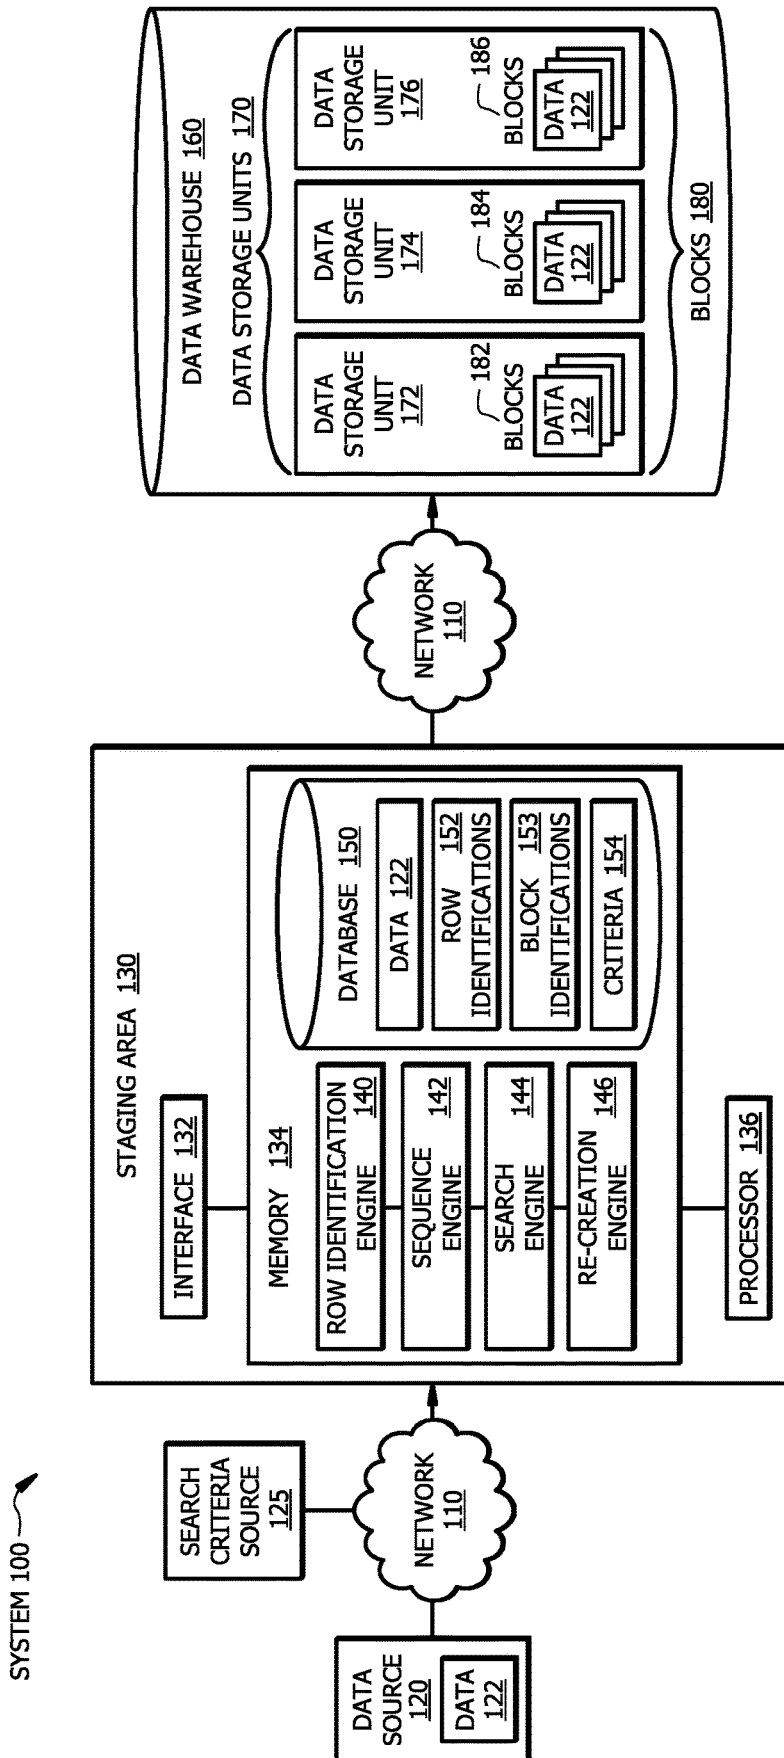 SYSTEM 100
DATA
SOURCE
120
DATA
122
SEARCH
CRITERIA
SOURCE
125
NETWORK
110
STAGING AREA 130
INTERFACE 132
MEMORY 134
ROW IDENTIFICATION
ENGINE 140
SEQUENCE
ENGINE 142
SEARCH
ENGINE 144
RE-CREATION
ENGINE 146
DATABASE 150
DATA 122
ROW 152
IDENTIFICATIONS
BLOCK 153
IDENTIFICATIONS
CRITERIA 154
PROCESSOR 136
NETWORK
110
DATA WAREHOUSE 160
DATA STORAGE UNITS 170
DATA
STORAGE
UNIT
172
182
BLOCKS
DATA
122
DATA
STORAGE
UNIT
174
184
BLOCKS
DATA
122
DATA
STORAGE
UNIT
176
186
BLOCKS
DATA
122
BLOCKS 180